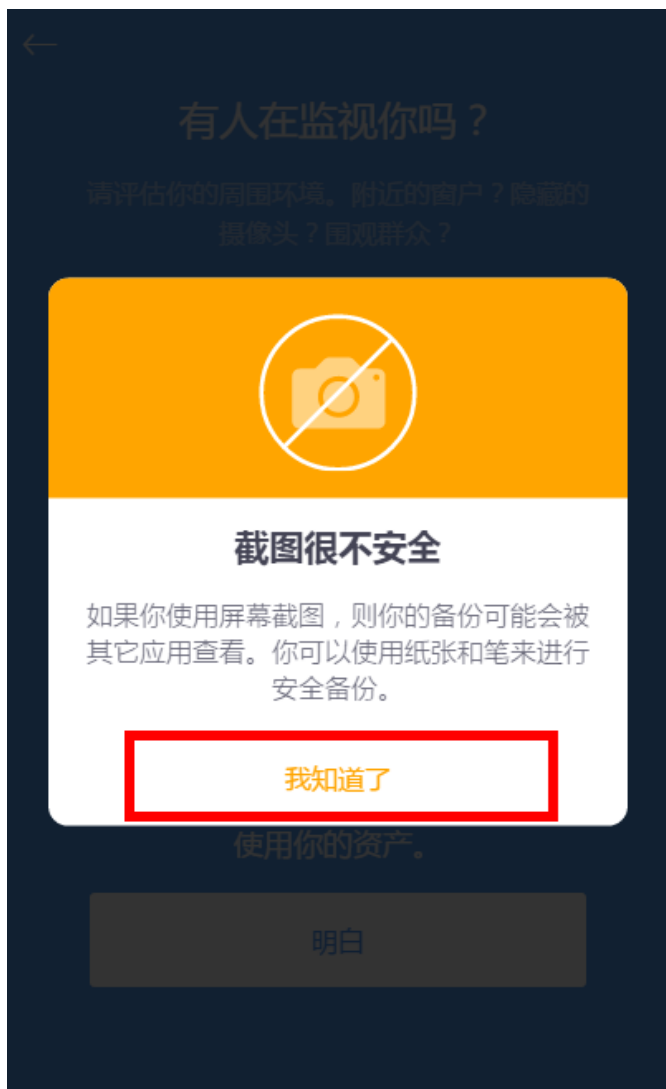 有人在监视你吗？
请评估你的周围环境。附近的窗户？隐藏的
摄像头？围观群众？
截图很不安全
如果你使用屏幕截图，则你的备份可能会被
其它应用查看。你可以使用纸张和笔来进行
安全备份。
我知道了
使用你的资产。
明白